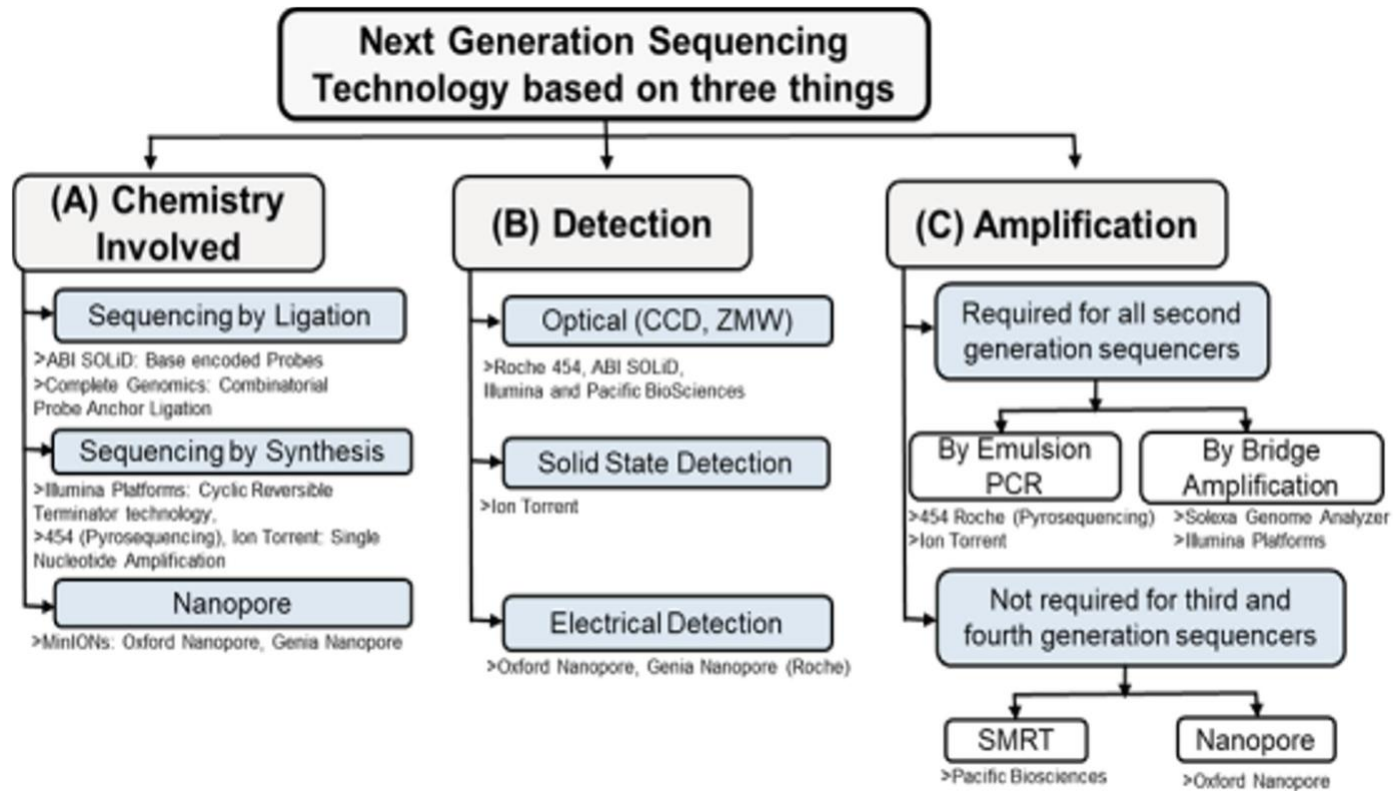 Next Generation Sequencing
Technology based on three things
(A) Chemistry
Involved
Sequencing by Ligation
>ABI SOLiD: Base encoded Probes
>Complete Genomics: Combinatorial
Probe Anchor Ligation
Sequencing by Synthesis
>Illumina Platforms: Cyclic Reversible
Terminator technology,
>454 (Pyrosequencing), Ion Torrent: Single
Nucleotide Amplification
Nanopore
>MinIONs: Oxford Nanopore, Genia Nanopore
(B) Detection
Optical (CCD, ZMW)
>Roche 454, ABI SOLiD,
Illumina and Pacific BioSciences
Solid State Detection
>Ion Torrent
Electrical Detection
>Oxford Nanopore, Genia Nanopore (Roche)
(C) Amplification
Required for all second
generation sequencers
By Emulsion
PCR
>454 Roche (Pyrosequencing)
>Ion Torrent
By Bridge
Amplification
>Solexa Genome Analyzer
>Illumina Platforms
Not required for third and
fourth generation sequencers
SMRT
>Pacific Biosciences
Nanopore
>Oxford Nanopore